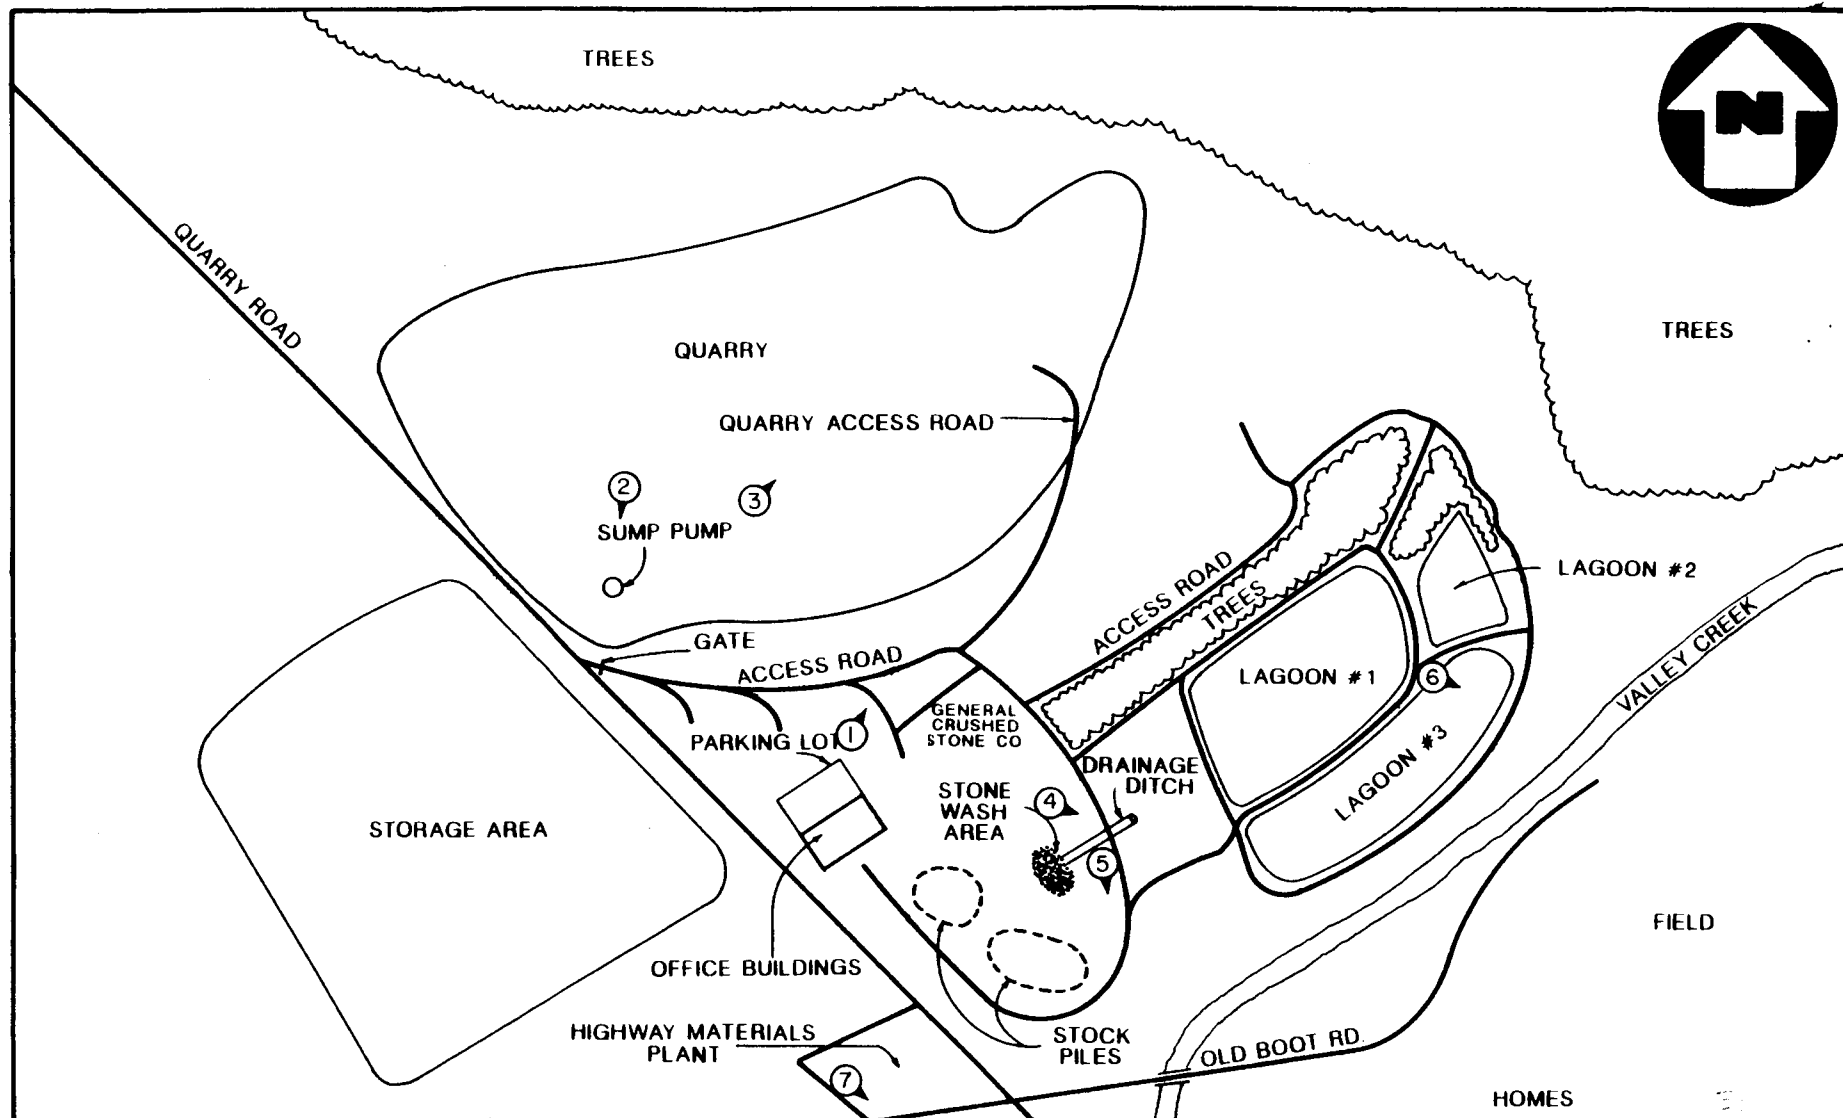 TREES
N
QUARRY ROAD
QUARRY
TREES
QUARRY ACCESS ROAD
2
3
SUMP PUMP
LAGOON #2
ACCESS ROAD
TREES
VALLEY CREEK
GATE
ACCESS ROAD
LAGOON #1
6
GENERAL
CRUSHED
STONE CO
PARKING LOT
1
DRAINAGE
DITCH
LAGOON #3
STONE
WASH
AREA
4
STORAGE AREA
5
FIELD
OFFICE BUILDINGS
HIGHWAY MATERIALS
PLANT
STOCK
PILES
OLD BOOT RD.
7
HOMES